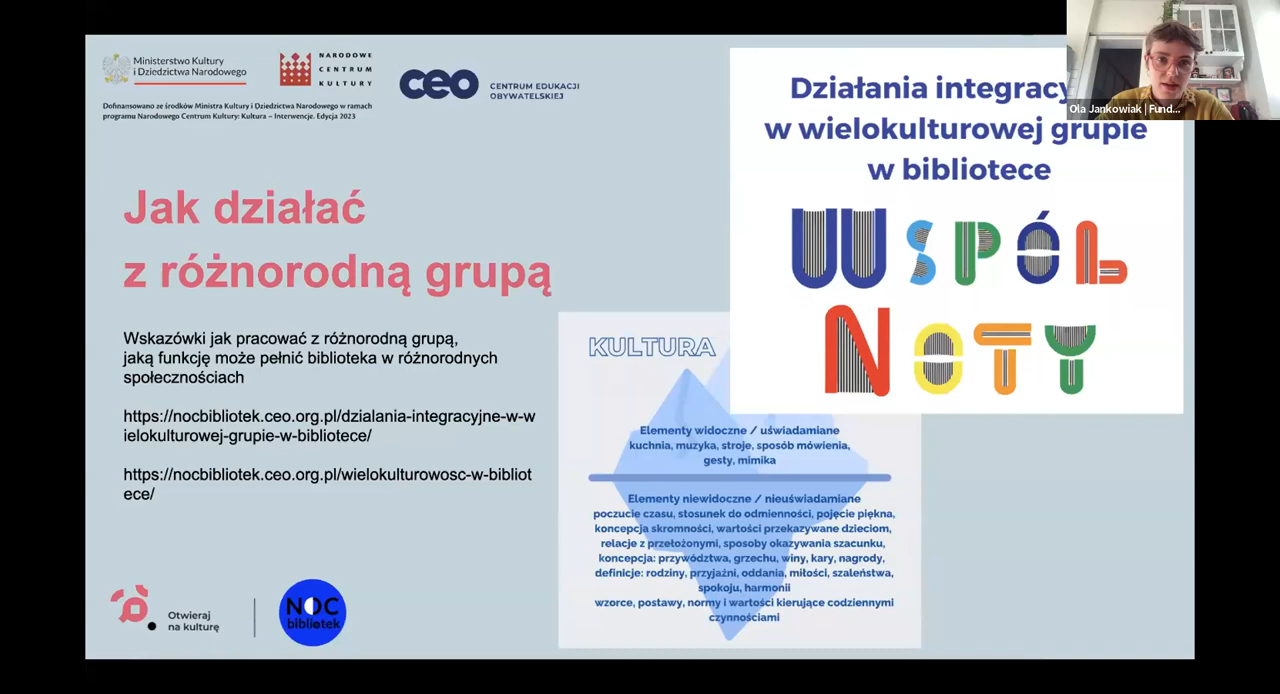 Ministerstwo Kultury
i Dziedzictwa Narodowego
NARODOWE
CENTRUM
KULTURY
ceo
CENTRUM EDUKACJI
OBYWATELSKIEJ
Dofinansowano ze środków Ministra Kultury i Dziedzictwa Narodowego w ramach
programu Narodowego Centrum Kultury: Kultura – Interwencje. Edycja 2023
Jak działać
z różnorodną grupą
Wskazówki jak pracować z różnorodną grupą,
jaką funkcję może pełnić biblioteka w różnorodnych
społecznościach
https://nocbibliotek.ceo.org.pl/dzialania-integracyjne-w-w
ielokulturowej-grupie-w-bibliotece/
https://nocbibliotek.ceo.org.pl/wielokulturowosc-w-bibliot
ece/
Otwieraj
na kulturę
NOC
bibliotek
Działania integracy
w wielokulturowej grupie
w bibliotece
WSPÓŁ
NOTY
KULTURA
Elementy widoczne / uświadamiane
kuchnia, muzyka, stroje, sposób mówienia,
gesty, mimika
Elementy niewidoczne / nieuświadamiane
poczucie czasu, stosunek do odmienności, pojęcie piękna,
koncepcja skromności, wartości przekazywane dzieciom,
relacje z przełożonymi, sposoby okazywania szacunku,
koncepcja: przywództwa, grzechu, winy, kary, nagrody,
definicje: rodziny, przyjaźni, oddania, miłości, szaleństwa,
spokoju, harmonii
wzorce, postawy, normy i wartości kierujące codziennymi
czynnościami
Ola Jankowiak | Fund...